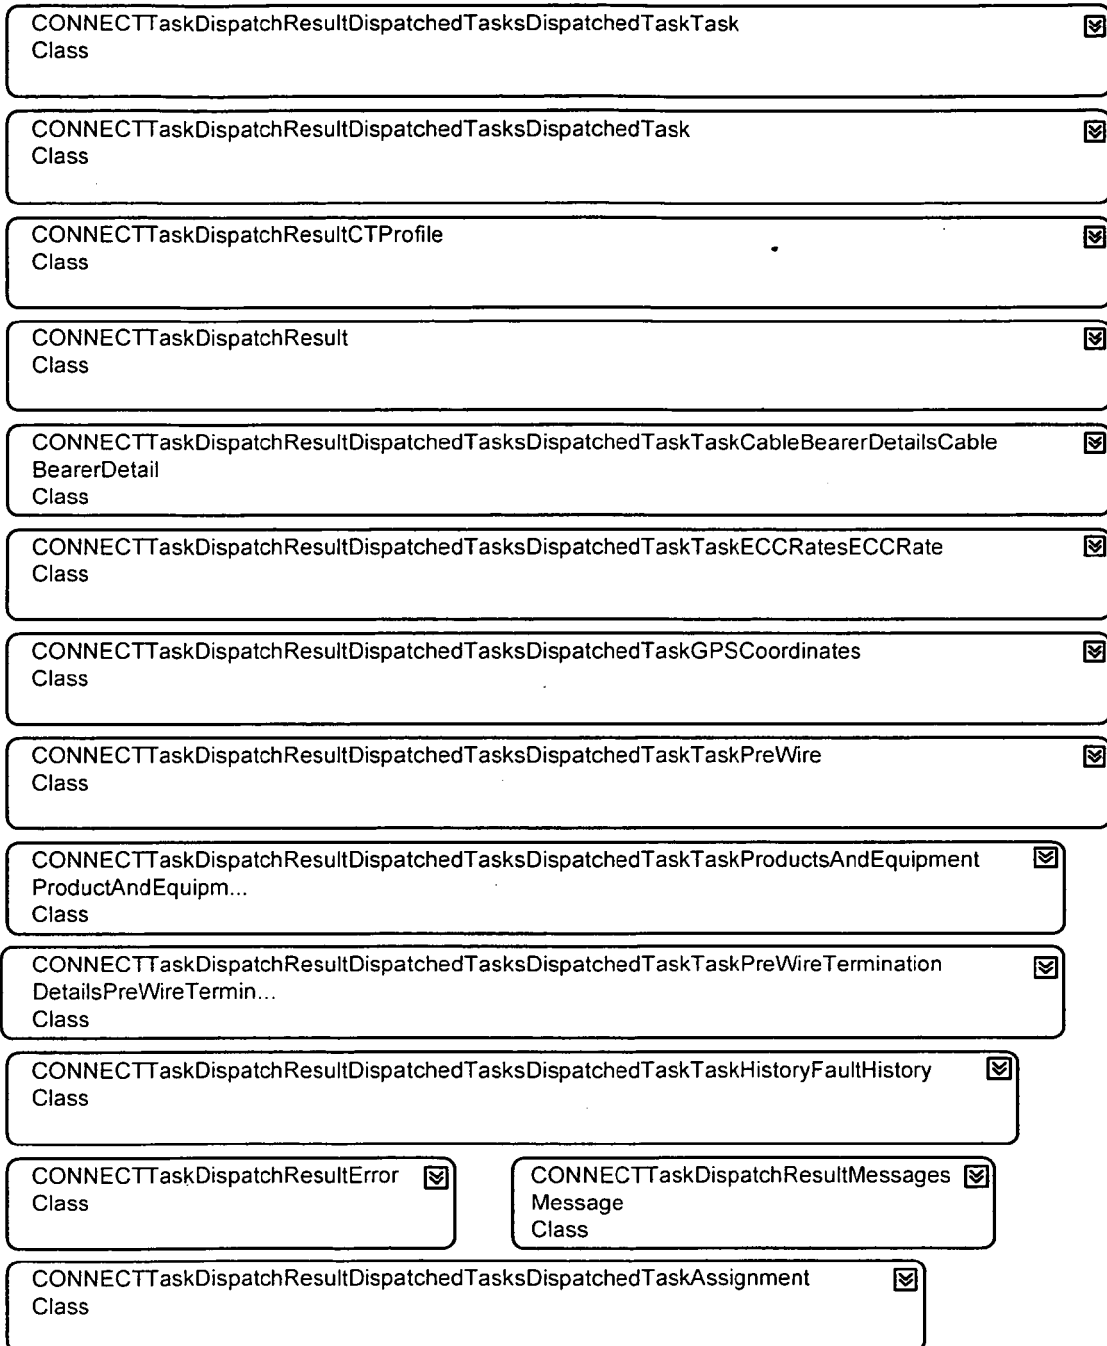 CONNECTTaskDispatchResultDispatchedTasksDispatchedTaskTask
Class
CONNECTTaskDispatchResultDispatchedTasksDispatchedTask
Class
CONNECTTaskDispatchResultCTProfile
Class
CONNECTTaskDispatchResult
Class
CONNECTTaskDispatchResultDispatchedTasksDispatchedTaskTaskCableBearerDetailsCable
BearerDetail
Class
CONNECTTaskDispatchResultDispatchedTasksDispatchedTaskTaskECCRatesECCRate
Class
CONNECTTaskDispatchResultDispatchedTasksDispatchedTaskGPSCoordinates
Class
CONNECTTaskDispatchResultDispatchedTasksDispatchedTaskTaskPreWire
Class
CONNECTTaskDispatchResultDispatchedTasksDispatchedTaskTaskProductsAndEquipment
ProductAndEquipm...
Class
CONNECTTaskDispatchResultDispatchedTasksDispatchedTaskTaskPreWireTermination
DetailsPreWireTermin...
Class
CONNECTTaskDispatchResultDispatchedTasksDispatchedTaskTaskHistoryFaultHistory
Class
CONNECTTaskDispatchResultError
Class
CONNECTTaskDispatchResultMessages
Message
Class
CONNECTTaskDispatchResultDispatchedTasksDispatchedTaskAssignment
Class